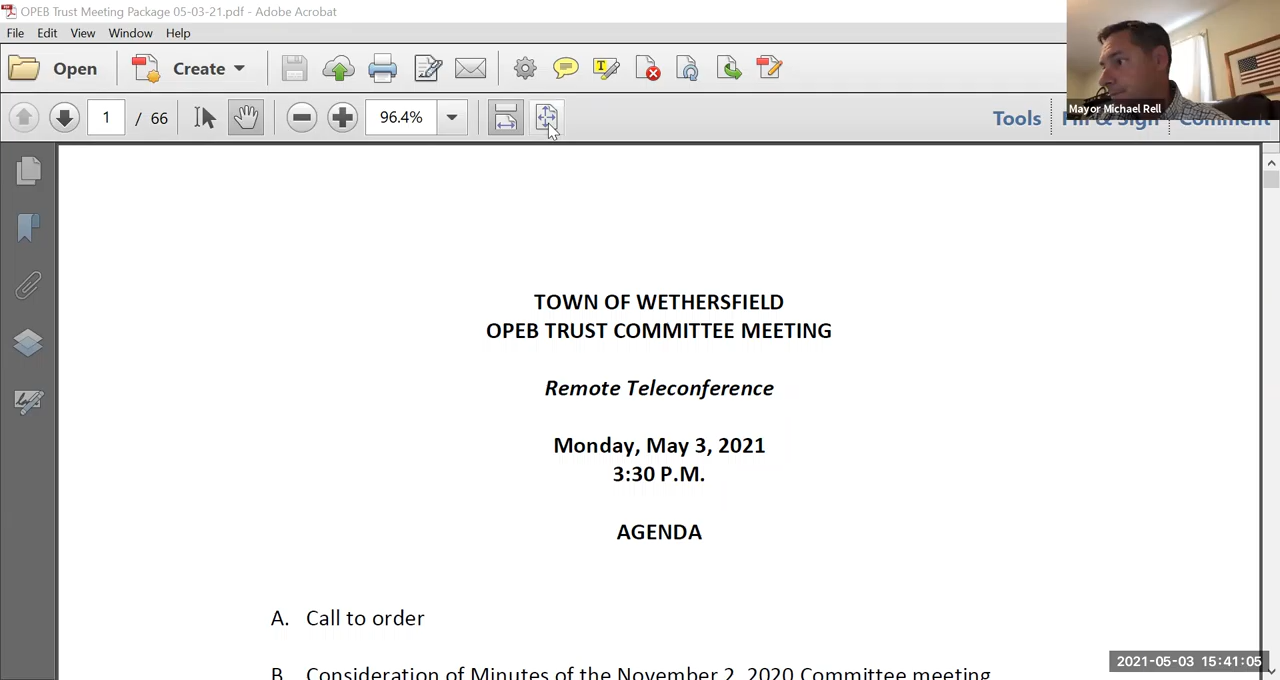 OPEB Trust Meeting Package 05-03-21.pdf - Adobe Acrobat
File Edit View Window Help
Open Create
1 / 66 96.4% Tools Fill & Sign Comment
Mayor Michael Rell
TOWN OF WETHERSFIELD
OPEB TRUST COMMITTEE MEETING
Remote Teleconference
Monday, May 3, 2021
3:30 P.M.
AGENDA
A. Call to order
B. Consideration of Minutes of the November 2, 2020 Committee meeting
2021-05-03 15:41:05